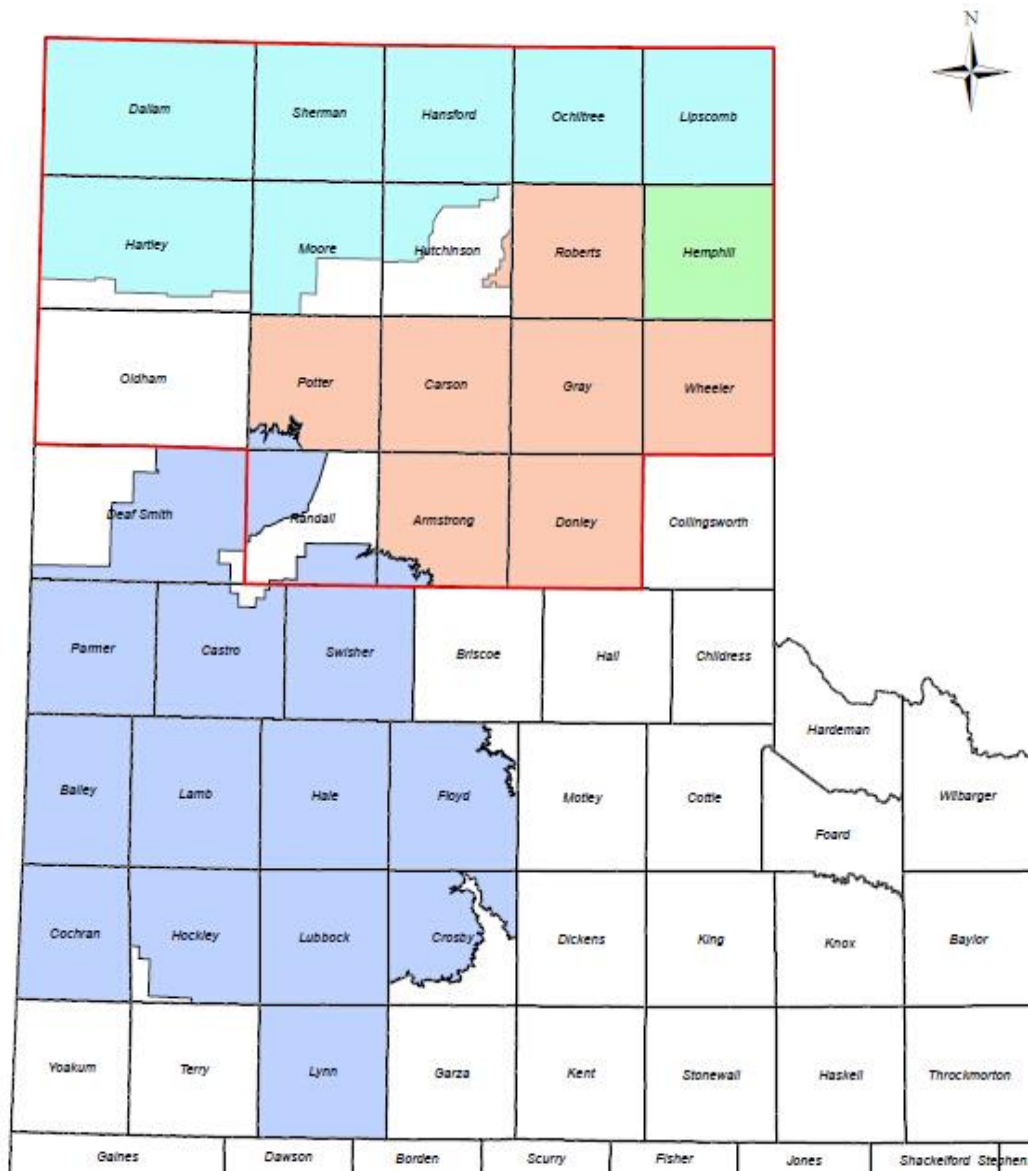 N
Dallam Sherman Hansford Ochiltree Lipscomb
Hartley Moore Hutchinson Roberts Hemphill
Oldham Potter Carson Gray Wheeler
Deaf Smith Randall Armstrong Donley Collingsworth
Parmer Castro Swisher Briscoe Hall Childress
Hardeman
Bailey Lamb Hale Floyd Motley Cottle Wilbarger
Foard
Cochran Hockley Lubbock Crosby Dickens King Knox Baylor
Yoakum Terry Lynn Garza Kent Stonewall Haskell Throckmorton
Gaines Dawson Borden Scurry Fisher Jones Shackelford Stephen